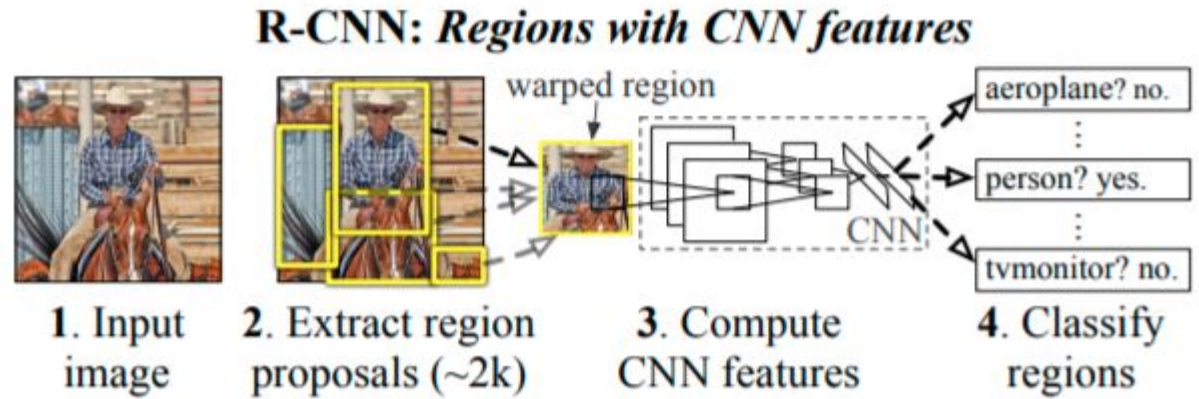 R-CNN: Regions with CNN features
warped region
aeroplane? no.
⋮
person? yes.
⋮
tvmonitor? no.
CNN
1. Input
image
2. Extract region
proposals (~2k)
3. Compute
CNN features
4. Classify
regions